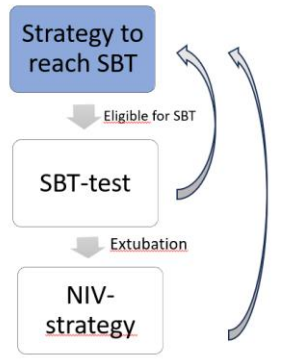 Strategy to
reach SBT
Eligible for SBT
SBT-test
Extubation
NIV-
strategy